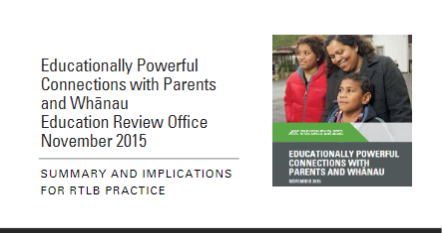 Educationally Powerful
Connections with Parents
and Whānau
Education Review Office
November 2015
SUMMARY AND IMPLICATIONS
FOR RTLB PRACTICE
EDUCATIONALLY POWERFUL
CONNECTIONS WITH
PARENTS AND WHĀNAU
NOVEMBER 2015